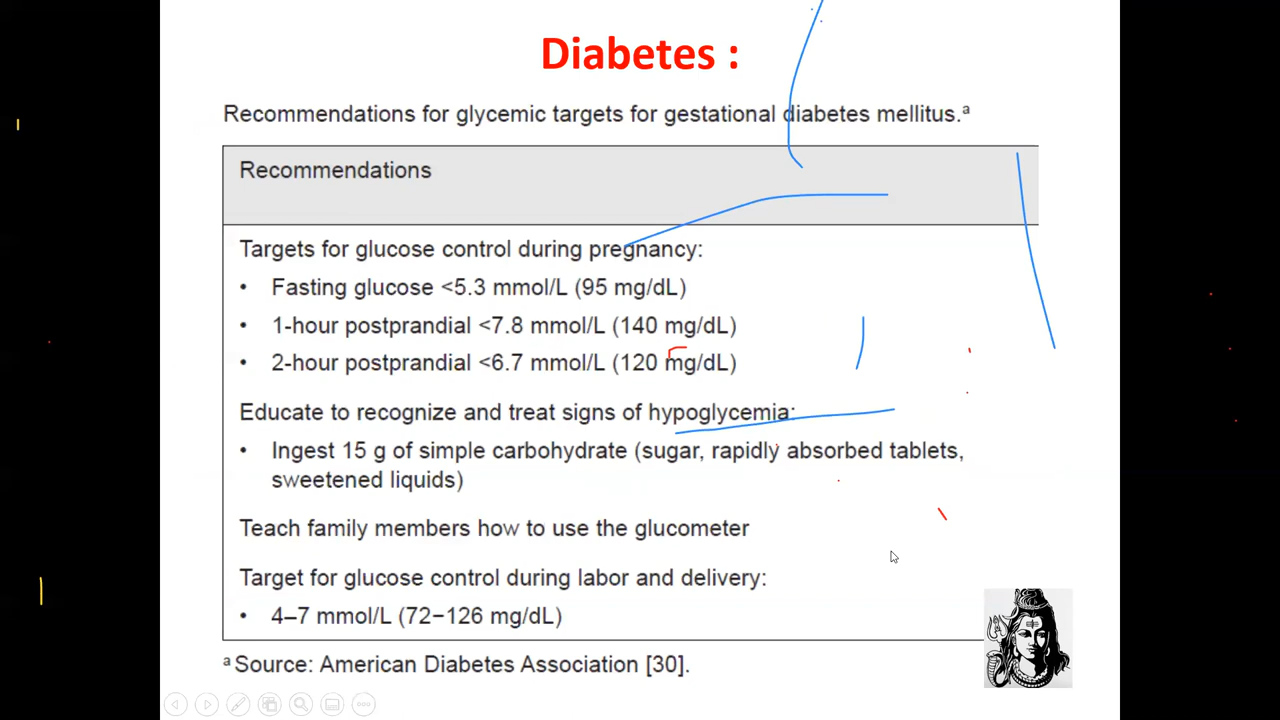 Diabetes :
Recommendations for glycemic targets for gestational diabetes mellitus.ª
Recommendations
Targets for glucose control during pregnancy:
• Fasting glucose <5.3 mmol/L (95 mg/dL)
• 1-hour postprandial <7.8 mmol/L (140 mg/dL)
• 2-hour postprandial <6.7 mmol/L (120 mg/dL)
Educate to recognize and treat signs of hypoglycemia:
• Ingest 15 g of simple carbohydrate (sugar, rapidly absorbed tablets,
sweetened liquids)
Teach family members how to use the glucometer
Target for glucose control during labor and delivery:
• 4–7 mmol/L (72−126 mg/dL)
ª Source: American Diabetes Association [30].